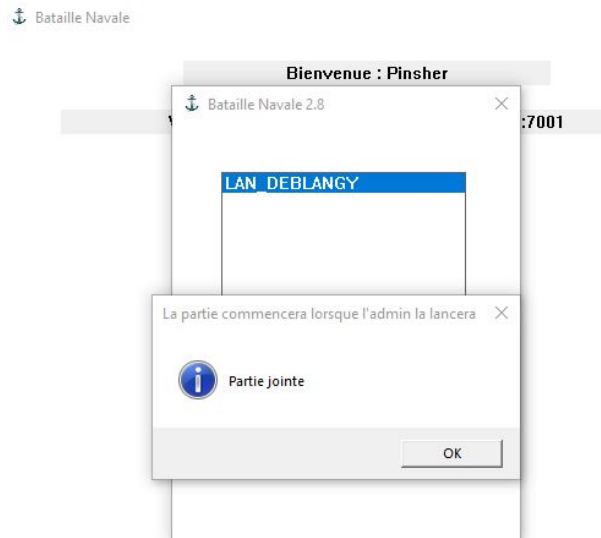 Bataille Navale
Bienvenue : Pinsher
Bataille Navale 2.8
:7001
LAN_DEBLANGY
La partie commencera lorsque l'admin la lancera
Partie jointe
OK